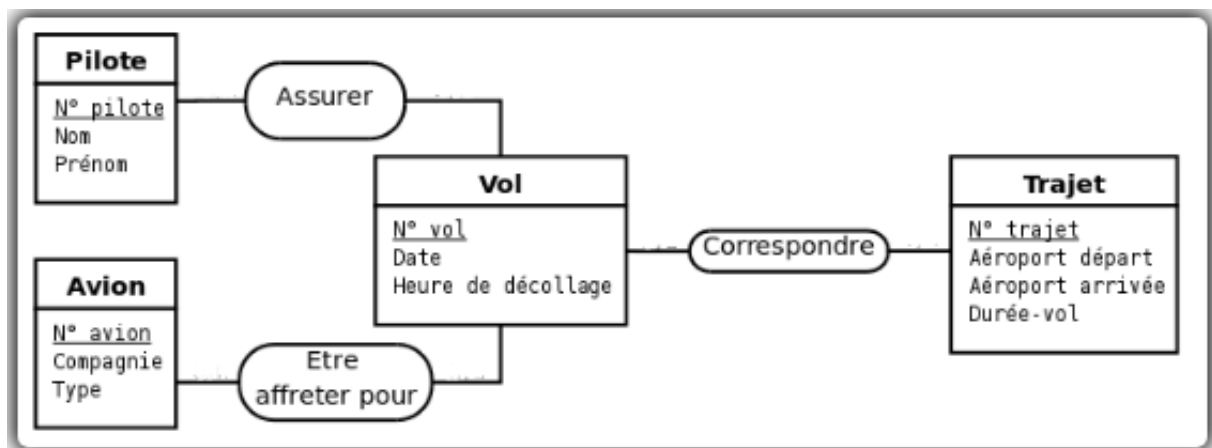 Pilote
N° pilote
Nom
Prénom
Assurer
Vol
N° vol
Date
Heure de décollage
Correspondre
Trajet
N° trajet
Aéroport départ
Aéroport arrivée
Durée-vol
Avion
N° avion
Compagnie
Type
Etre
affreter pour